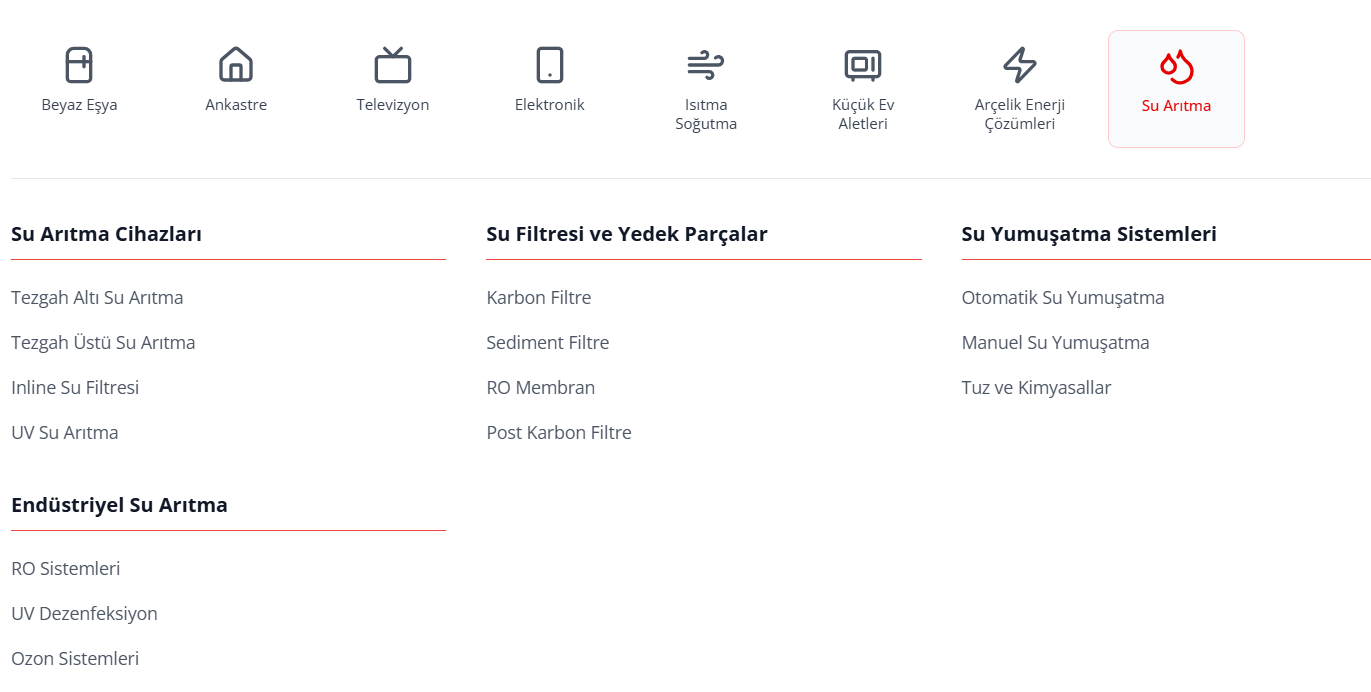 Beyaz Eşya
Ankastre
Televizyon
Elektronik
Isıtma
Soğutma
Küçük Ev
Aletleri
Arçelik Enerji
Çözümleri
Su Arıtma
Su Arıtma Cihazları
Tezgah Altı Su Arıtma
Tezgah Üstü Su Arıtma
Inline Su Filtresi
UV Su Arıtma
Su Filtresi ve Yedek Parçalar
Karbon Filtre
Sediment Filtre
RO Membran
Post Karbon Filtre
Su Yumuşatma Sistemleri
Otomatik Su Yumuşatma
Manuel Su Yumuşatma
Tuz ve Kimyasallar
Endüstriyel Su Arıtma
RO Sistemleri
UV Dezenfeksiyon
Ozon Sistemleri